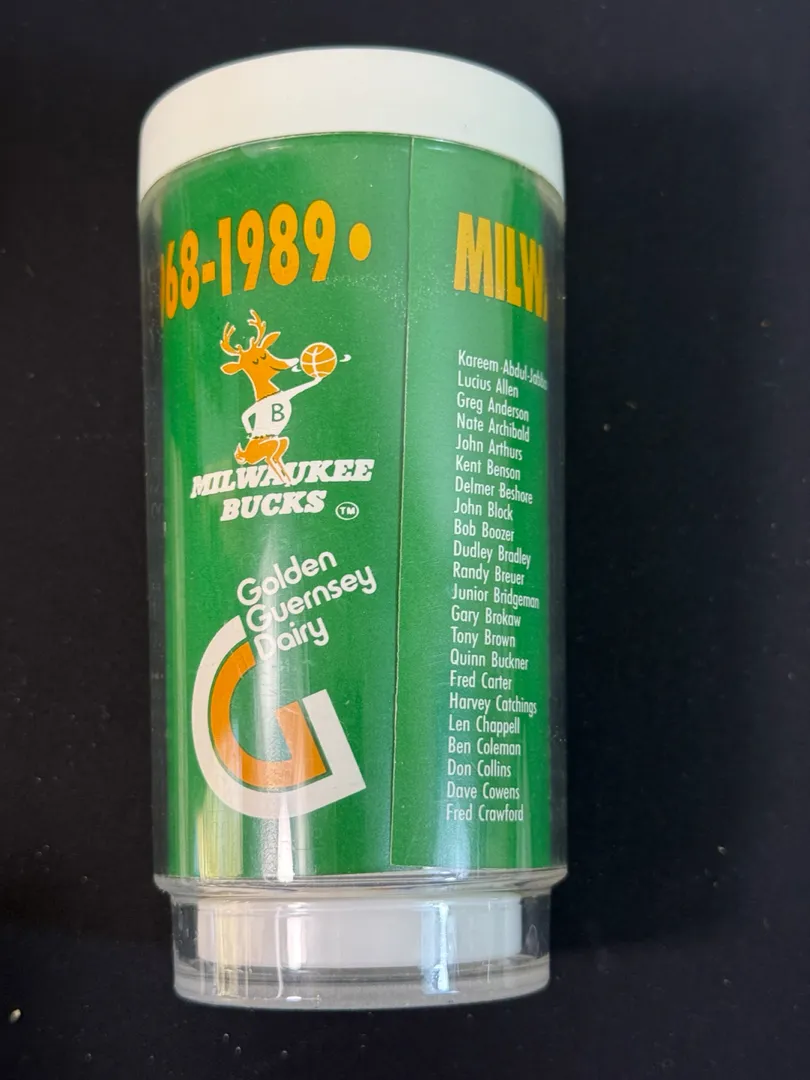 68-1989•
B
MILWAUKEE
BUCKS TM
Golden
Guernsey
Dairy
MILW
Kareem Abdul-Jabba
Lucius Allen
Greg Anderson
Nate Archibald
John Arthurs
Kent Benson
Delmer Beshore
John Block
Bob Boozer
Dudley Bradley
Randy Breuer
Junior Bridgeman
Gary Brokaw
Tony Brown
Quinn Buckner
Fred Carter
Harvey Catchings
Len Chappell
Ben Coleman
Don Collins
Dave Cowens
Fred Crawford